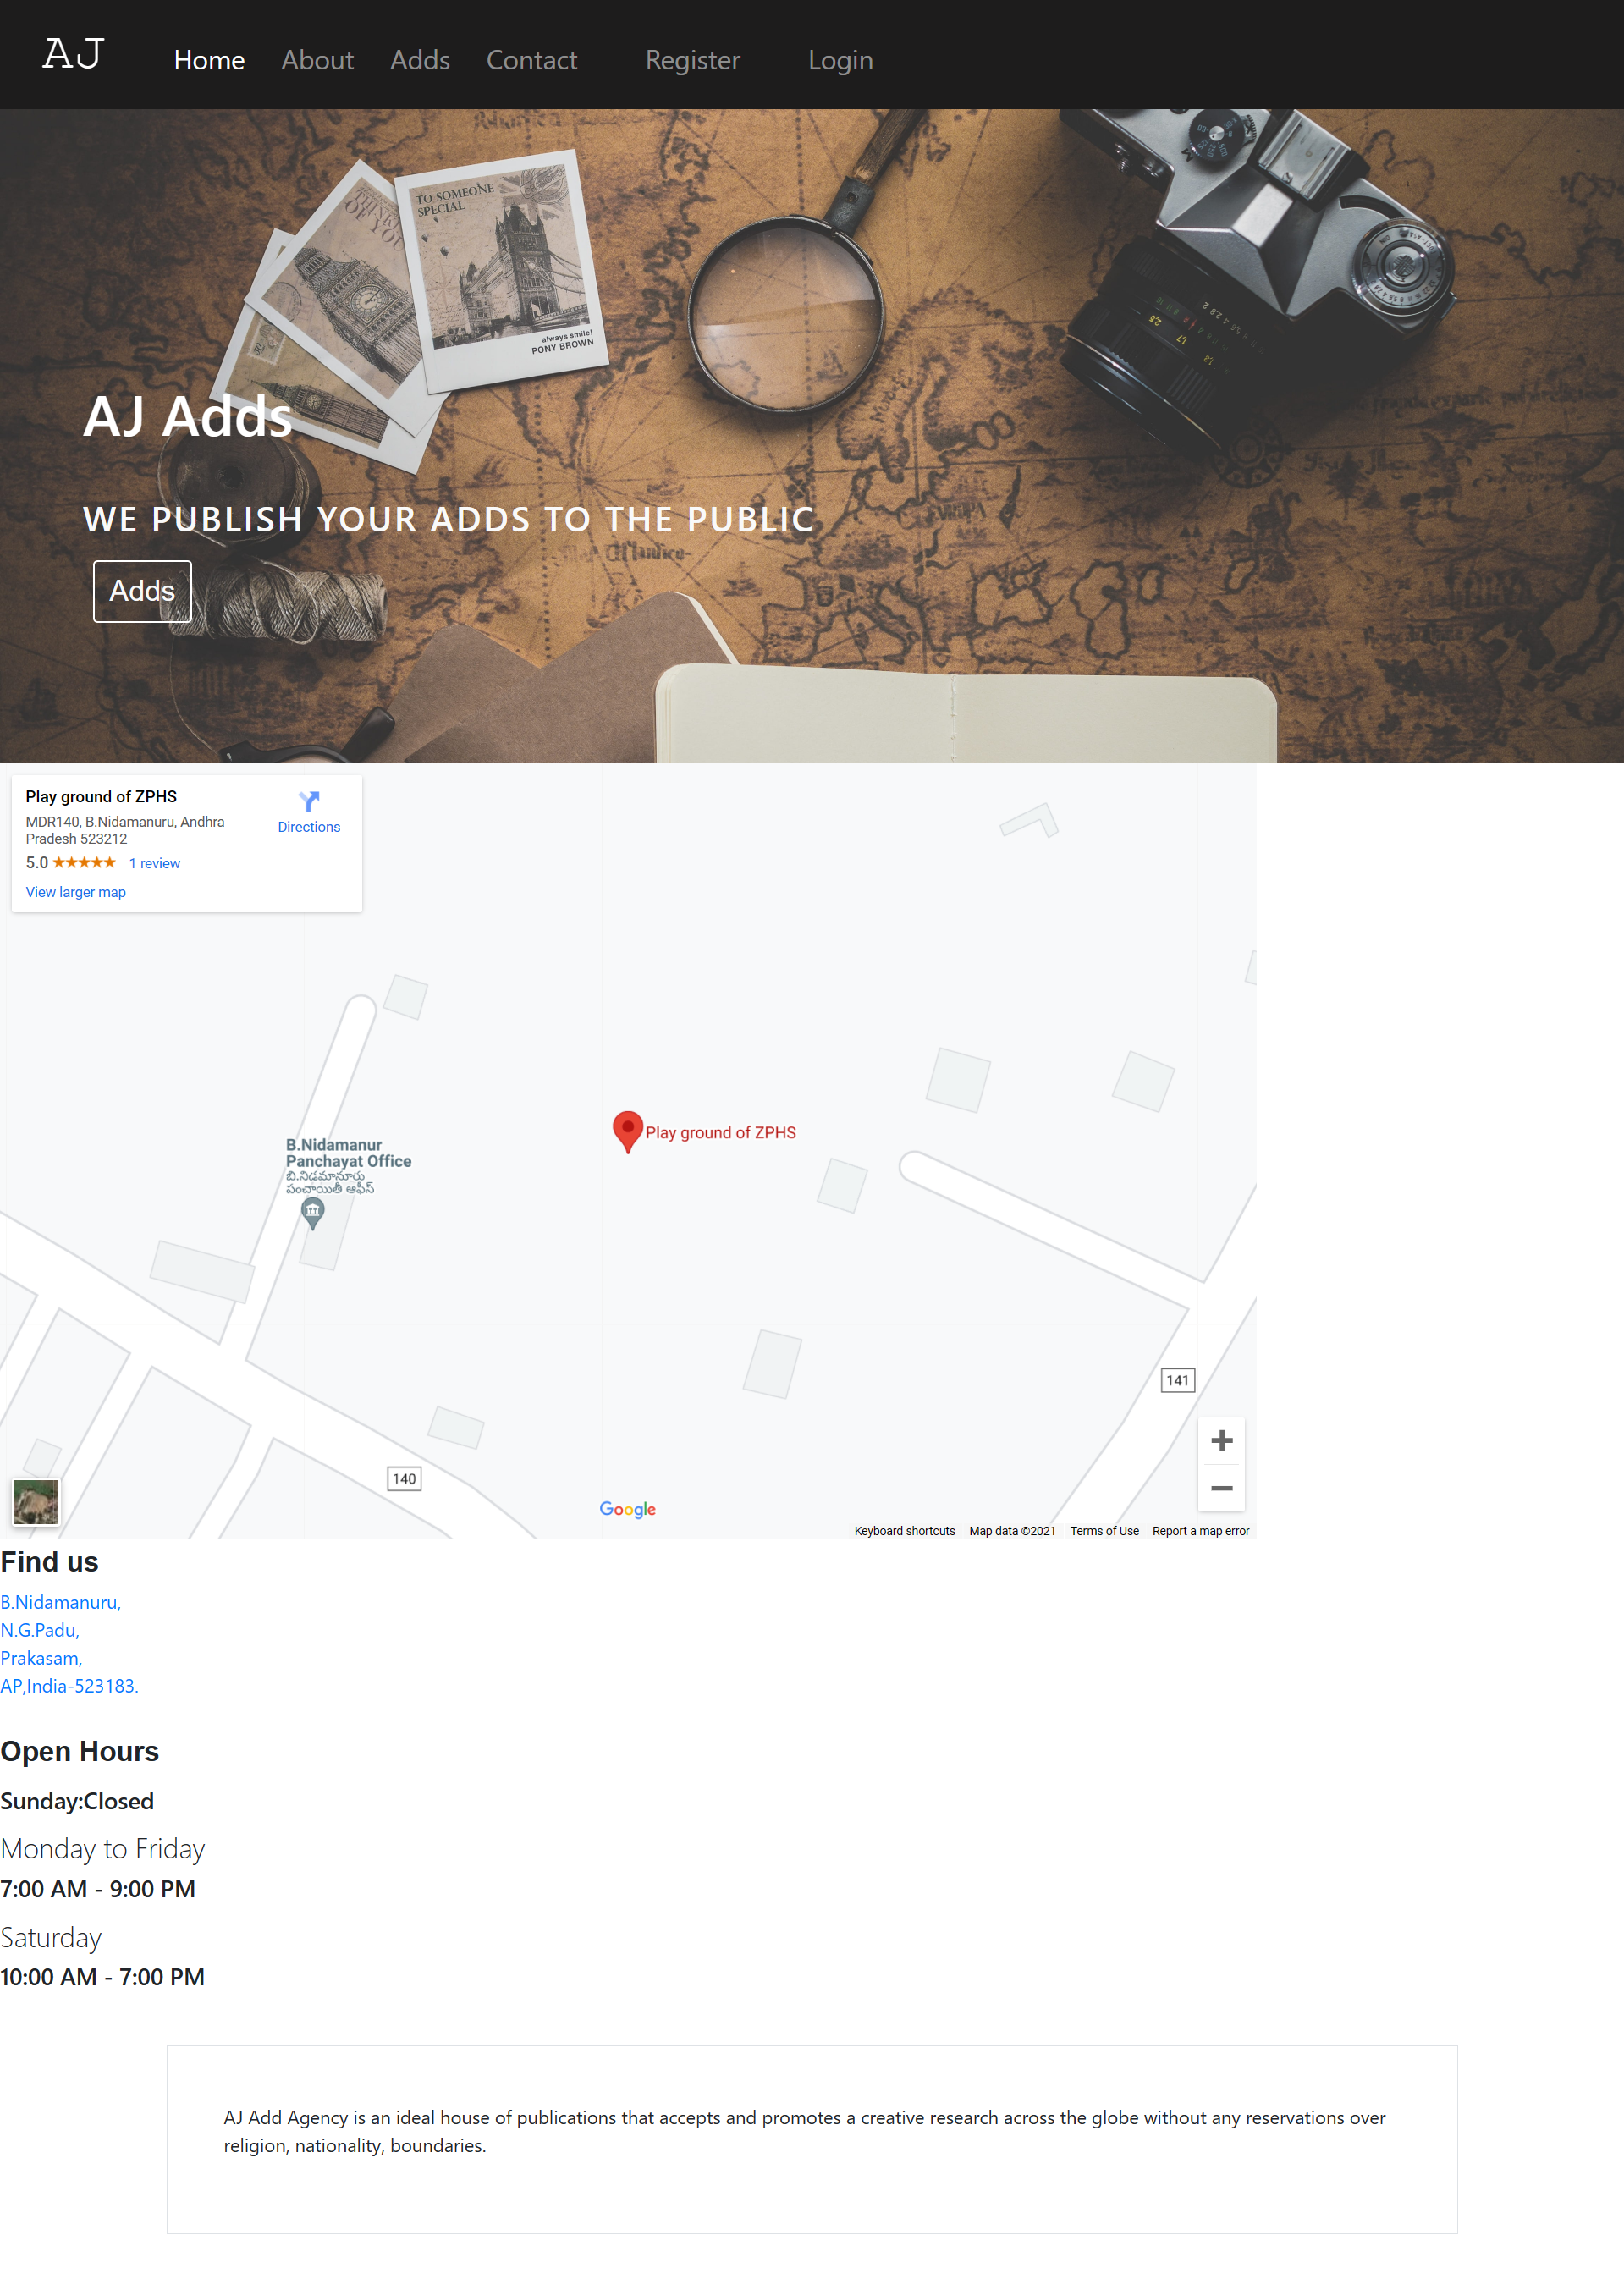 AJ
Home About Adds Contact Register Login
TO SOMEONE
SPECIAL
always smile!
PONY BROWN
AJ Adds
WE PUBLISH YOUR ADDS TO THE PUBLIC
Adds
Play ground of ZPHS
Directions
MDR140, B.Nidamanuru, Andhra
Pradesh 523212
5.0 ★★★★★ 1 review
View larger map
Play ground of ZPHS
B.Nidamanur
Panchayat Office
బి.నిడమానూరు
పంచాయితీ ఆఫీస్
141
140
Google
Keyboard shortcuts Map data ©2021 Terms of Use Report a map error
Find us
B.Nidamanuru,
N.G.Padu,
Prakasam,
AP,India-523183.
Open Hours
Sunday:Closed
Monday to Friday
7:00 AM - 9:00 PM
Saturday
10:00 AM - 7:00 PM
AJ Add Agency is an ideal house of publications that accepts and promotes a creative research across the globe without any reservations over
religion, nationality, boundaries.